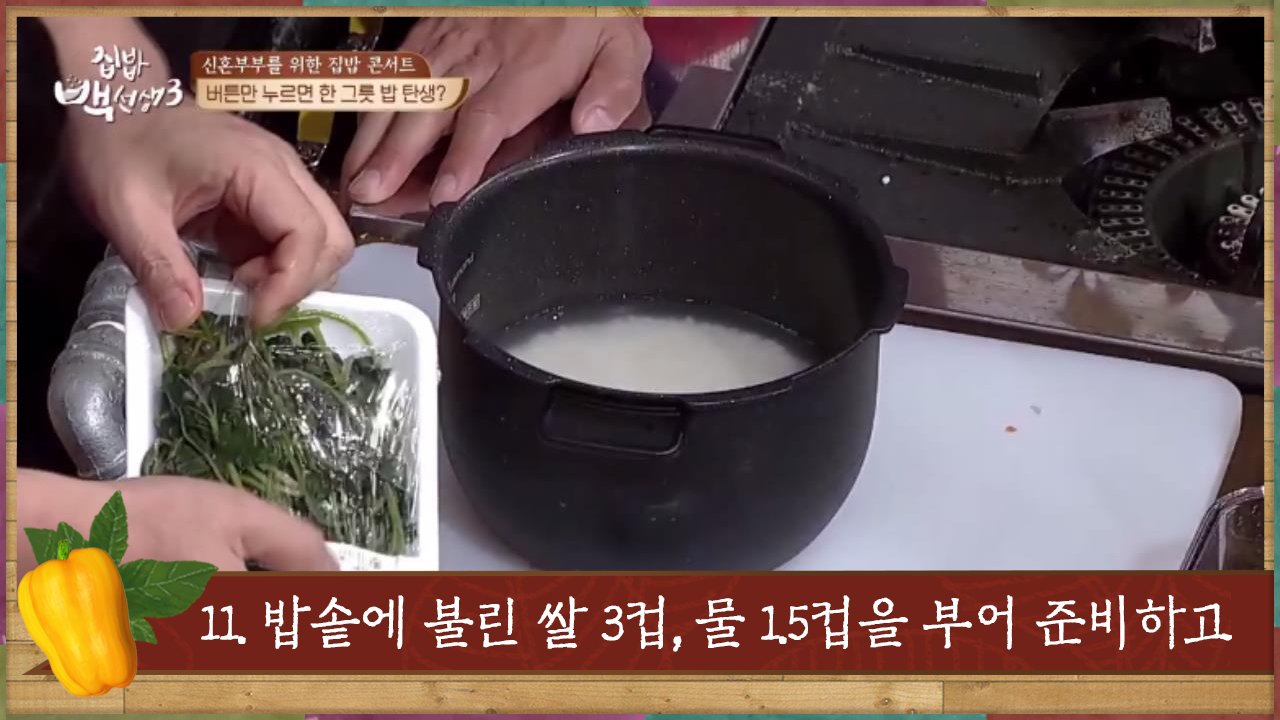 집밥
백선생3
신혼부부를 위한 집밥 콘서트
버튼만 누르면 한 그릇 밥 탄생?
11. 밥솥에 불린 쌀 3컵, 물 1.5컵을 부어 준비하고